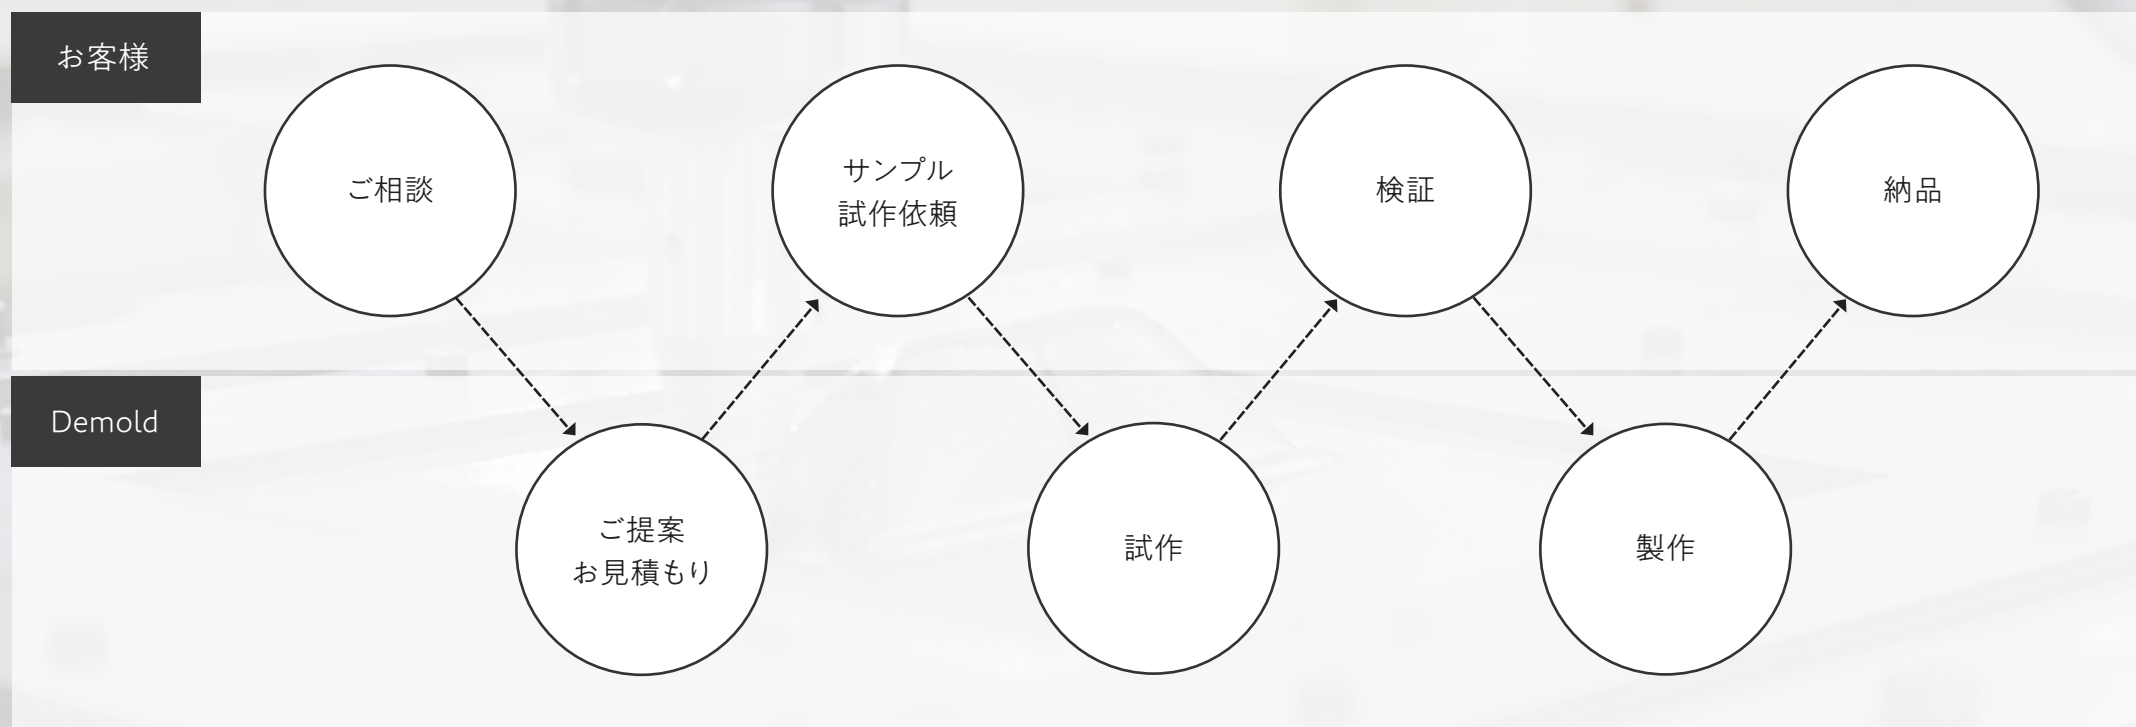 お客様
ご相談
サンプル
試作依頼
検証
納品
Demold
ご提案
お見積もり
試作
製作